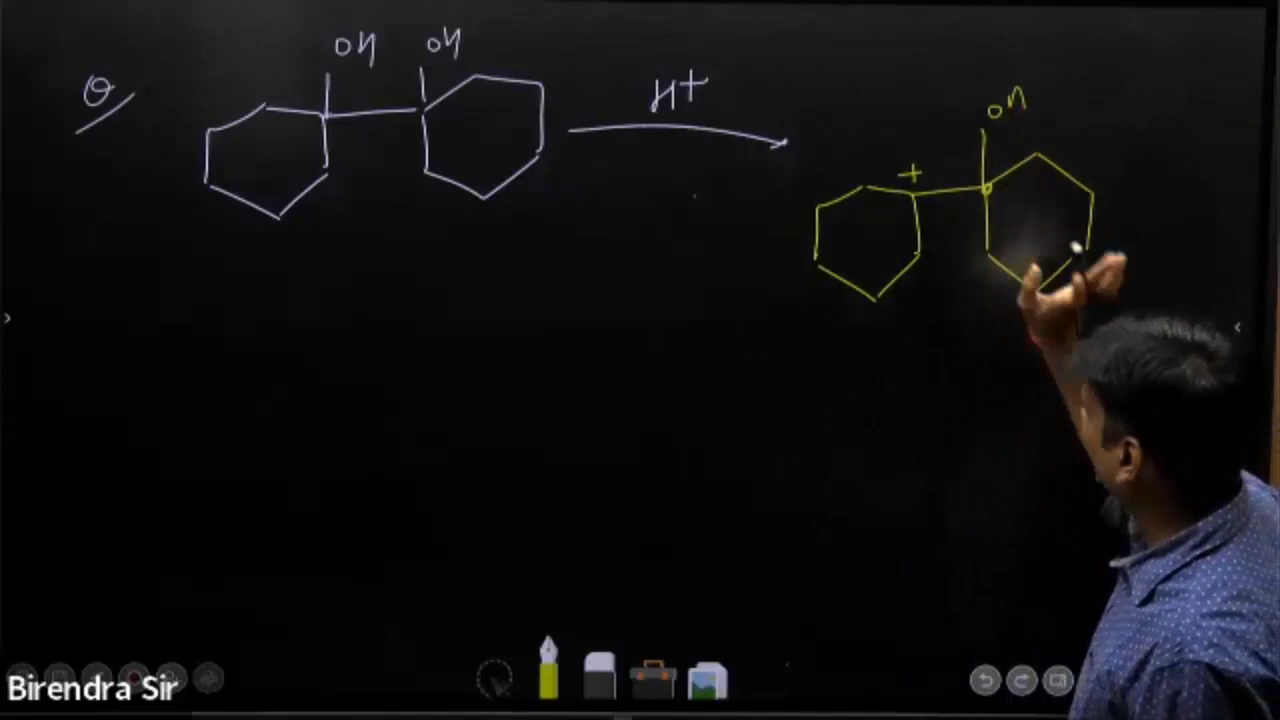 Q
OH OH
H+
OH
+
Birendra Sir